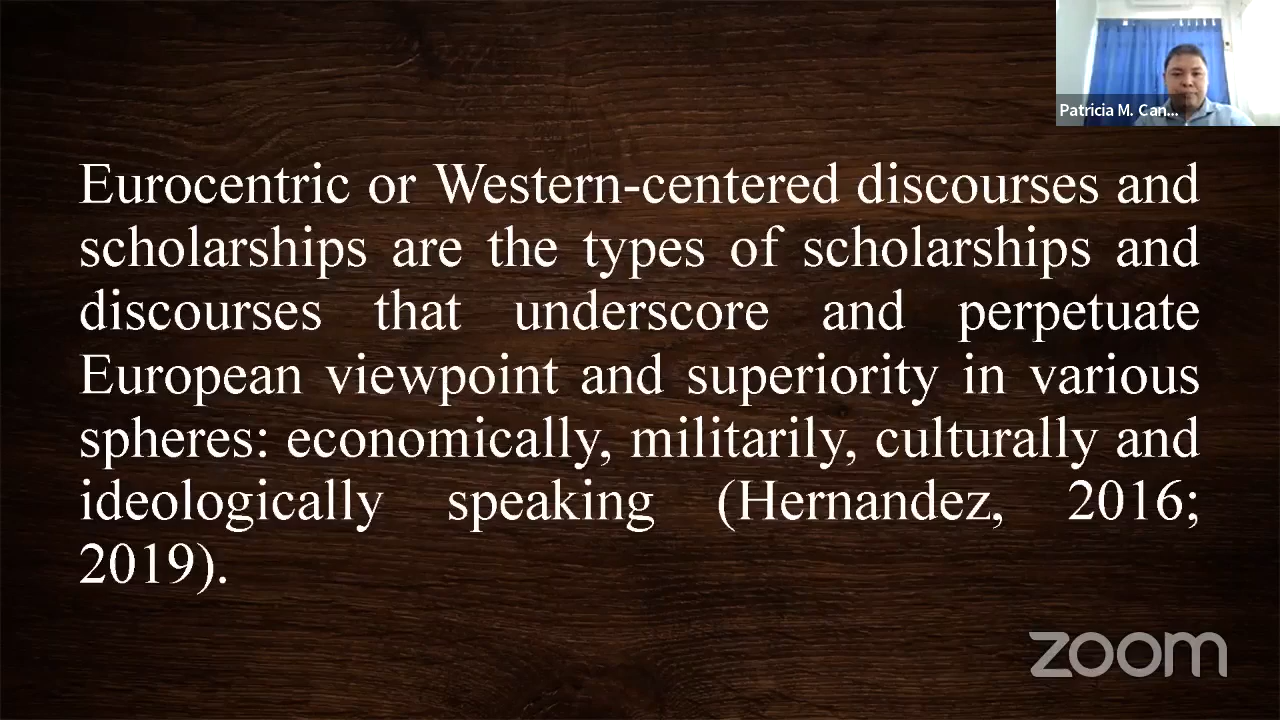 Patricia M. Can...
Eurocentric or Western-centered discourses and
scholarships are the types of scholarships and
discourses that underscore and perpetuate
European viewpoint and superiority in various
spheres: economically, militarily, culturally and
ideologically speaking (Hernandez, 2016;
2019).
zoom